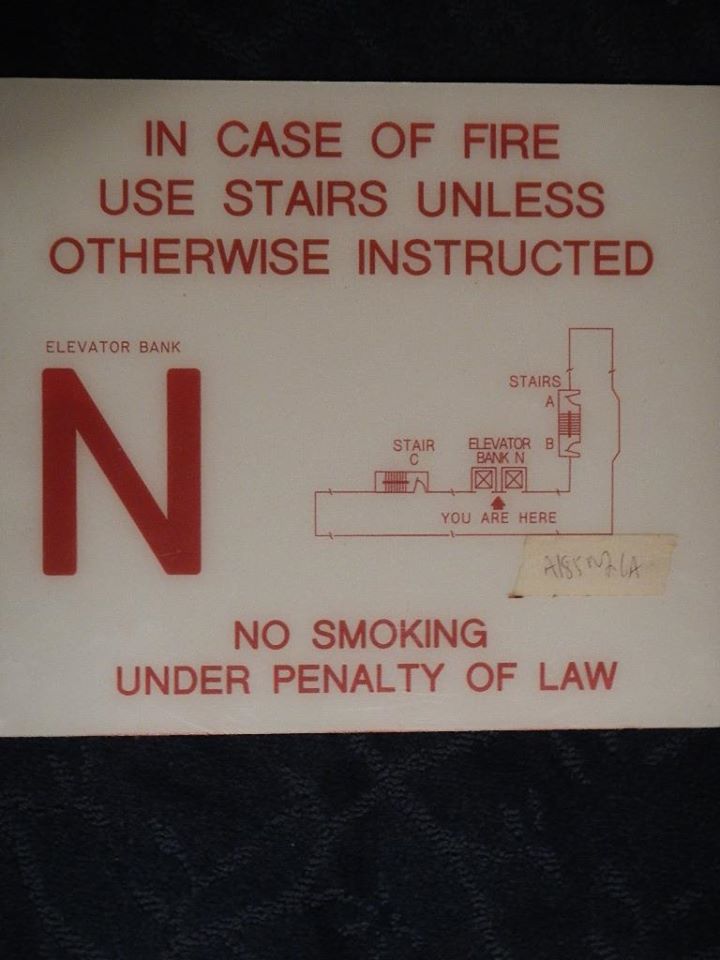 IN CASE OF FIRE
USE STAIRS UNLESS
OTHERWISE INSTRUCTED
ELEVATOR BANK
N
STAIRS
A
B
STAIR
C
ELEVATOR
BANK N
YOU ARE HERE
NO SMOKING
UNDER PENALTY OF LAW